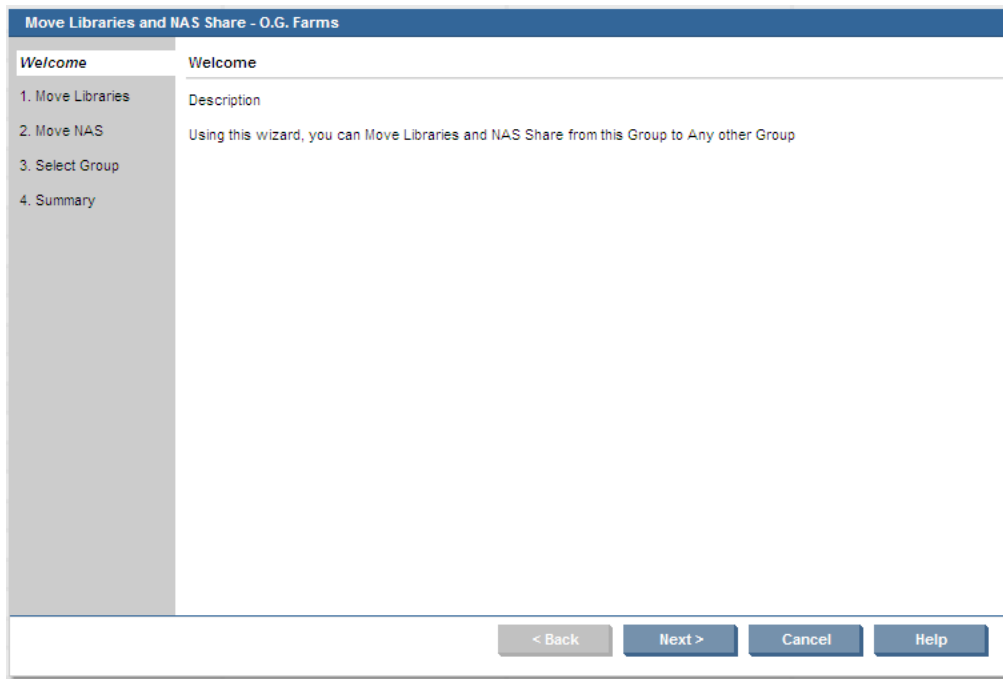 Move Libraries and NAS Share - O.G. Farms
Welcome
1. Move Libraries
2. Move NAS
3. Select Group
4. Summary
Welcome
Description
Using this wizard, you can Move Libraries and NAS Share from this Group to Any other Group
< Back
Next >
Cancel
Help